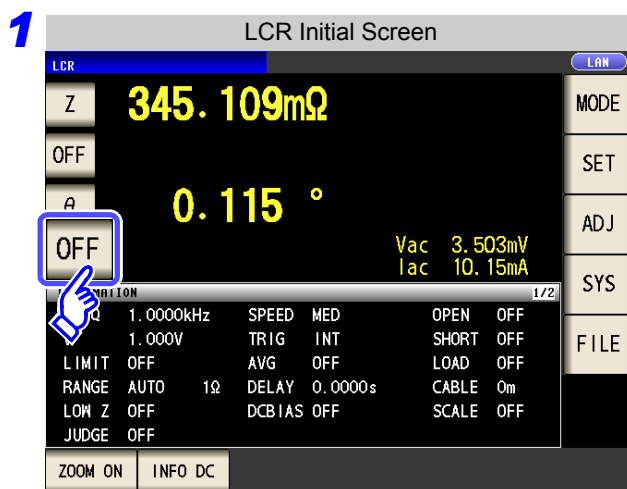 1
LCR Initial Screen
LCR
LAN
Z 345.109mΩ
MODE
OFF
SET
θ 0.115 °
ADJ
OFF
Vac 3.503mV
Iac 10.15mA
SYS
1/2
1.0000kHz SPEED MED OPEN OFF
1.000V TRIG INT SHORT OFF
FILE
LIMIT OFF AVG OFF LOAD OFF
RANGE AUTO 1Ω DELAY 0.0000s CABLE 0m
LOW Z OFF DCBIAS OFF SCALE OFF
JUDGE OFF
ZOOM ON INFO DC